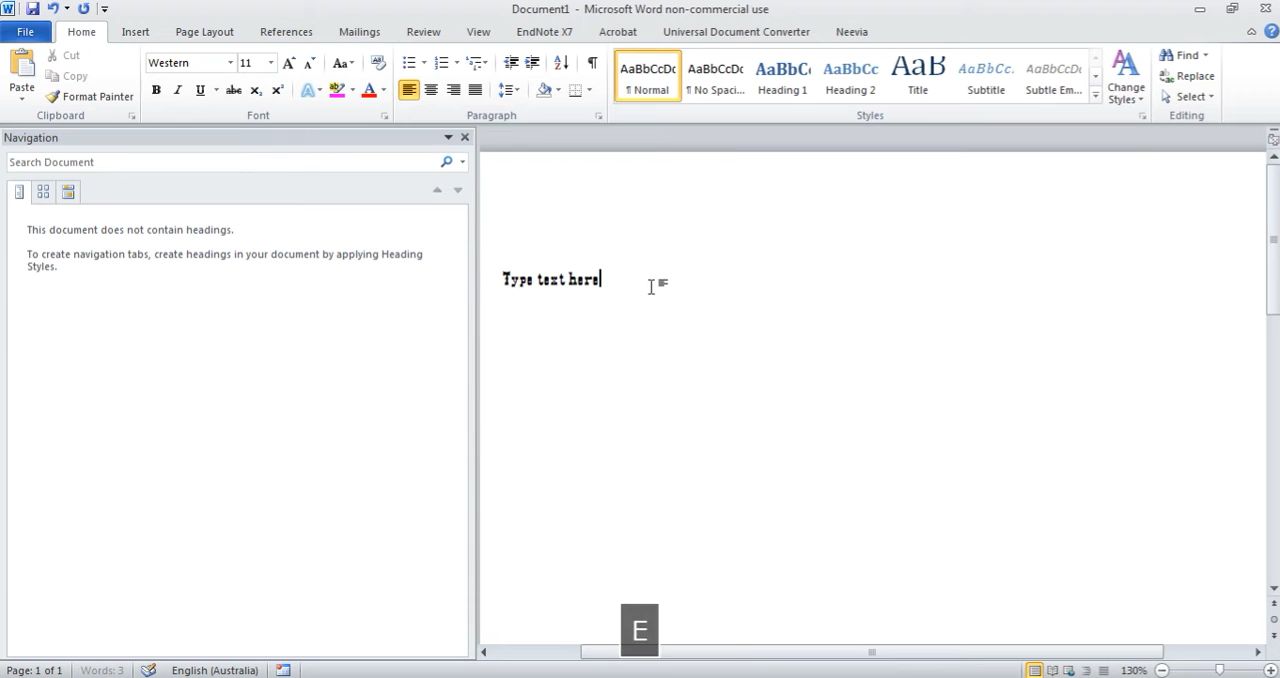 Document1 - Microsoft Word non-commercial use
File Home Insert Page Layout References Mailings Review View EndNote X7 Acrobat Universal Document Converter Neevia
Paste
Cut
Copy
Format Painter
Clipboard
Western 11
Font
Paragraph
AaBbCcDc AaBbCcDc AaBbCc AaBbCc AaB AaBbCc. AaBbCcDc
¶ Normal ¶ No Spaci... Heading 1 Heading 2 Title Subtitle Subtle Em...
Change Styles
Styles
Find
Replace
Select
Editing
Navigation
Search Document
This document does not contain headings.
To create navigation tabs, create headings in your document by applying Heading
Styles.
Type text here
E
Page: 1 of 1 Words: 3 English (Australia) 130%